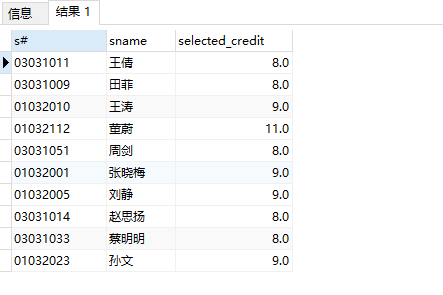 信息 结果 1
s# sname selected_credit
03031011 王倩 8.0
03031009 田菲 8.0
01032010 王涛 9.0
01032112 董蔚 11.0
03031051 周剑 8.0
01032001 张晓梅 9.0
01032005 刘静 9.0
03031014 赵思扬 8.0
03031033 蔡明明 8.0
01032023 孙文 9.0